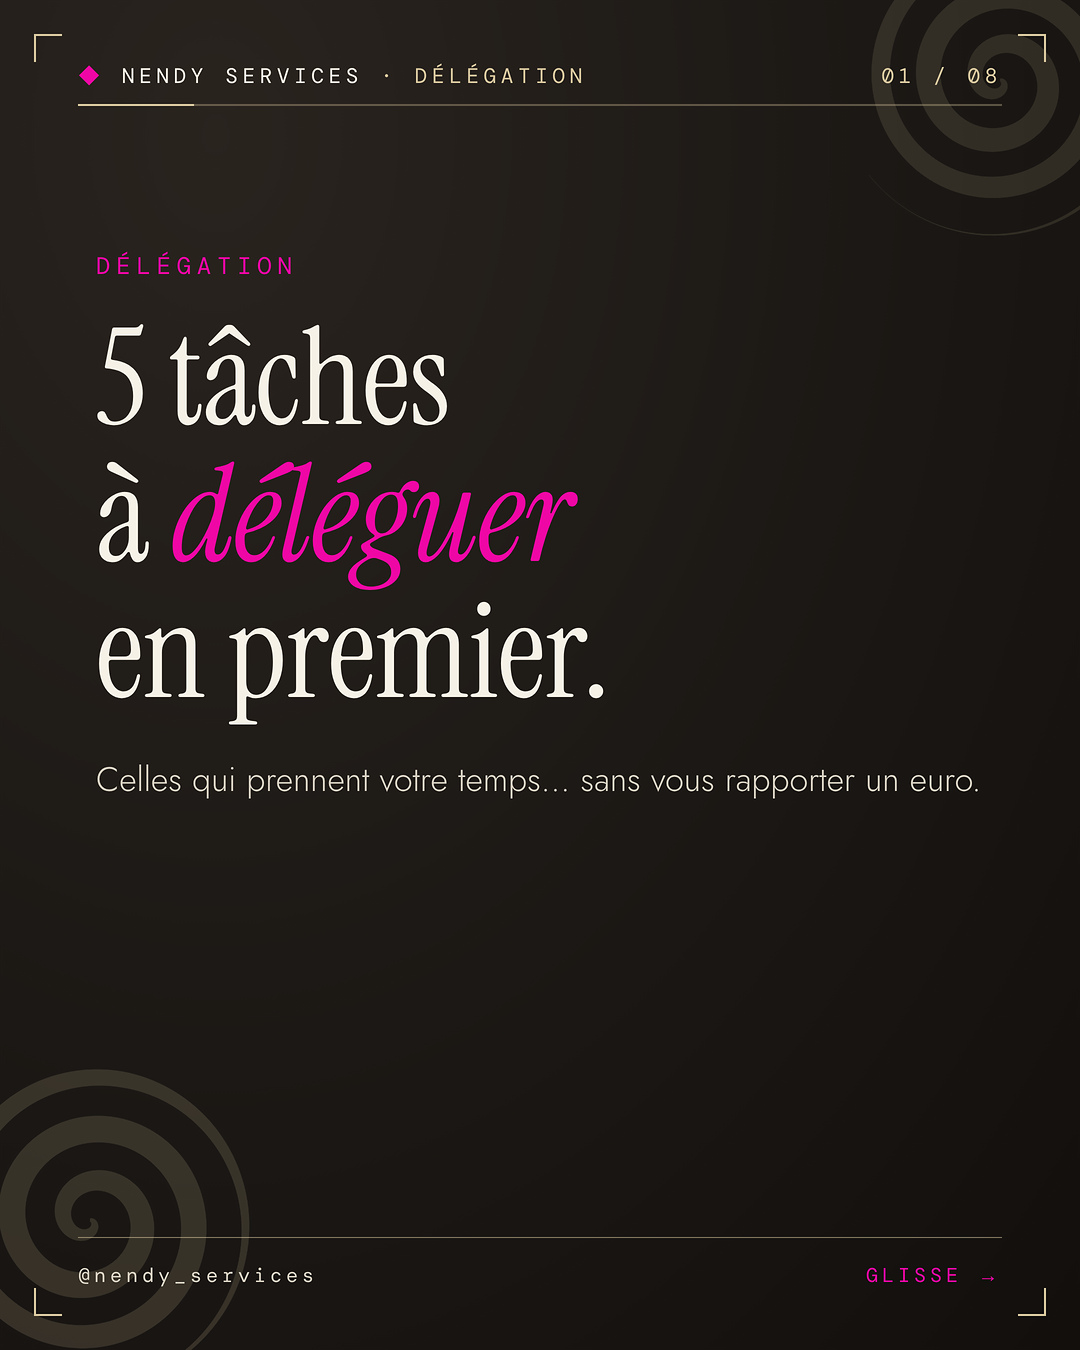 ◆ NENDY SERVICES · DÉLÉGATION
01 / 08
DÉLÉGATION
5 tâches
à déléguer
en premier.
Celles qui prennent votre temps... sans vous rapporter un euro.
@nendy_services
GLISSE →